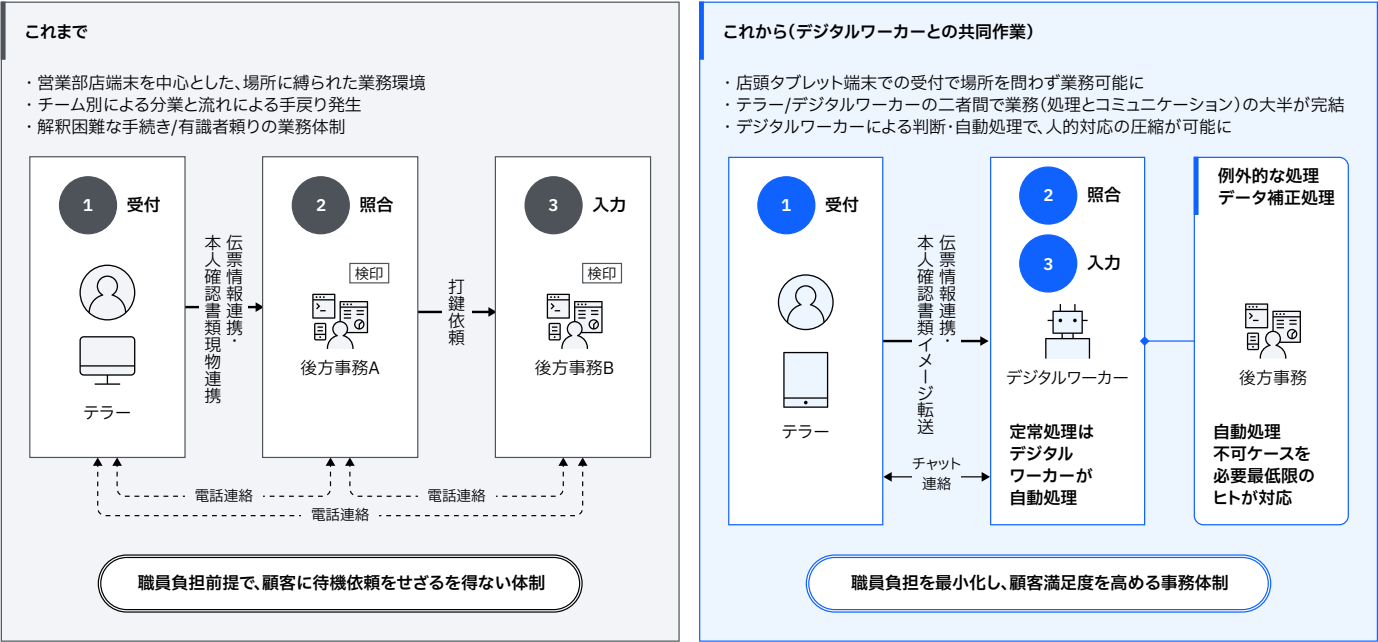 これまで
・営業部店端末を中心とした、場所に縛られた業務環境
・チーム別による分業と流れによる手戻り発生
・解釈困難な手続き/有識者頼りの業務体制
1 受付
テラー
伝票情報連携・
本人確認書類現物連携
2 照合
検印
後方事務A
打鍵依頼
3 入力
検印
後方事務B
電話連絡
電話連絡
電話連絡
職員負担前提で、顧客に待機依頼をせざるを得ない体制
これから(デジタルワーカーとの共同作業)
・店頭タブレット端末での受付で場所を問わず業務可能に
・テラー/デジタルワーカーの二者間で業務(処理とコミュニケーション)の大半が完結
・デジタルワーカーによる判断・自動処理で、人的対応の圧縮が可能に
1 受付
テラー
伝票情報連携・
本人確認書類イメージ転送
チャット
連絡
2 照合
3 入力
デジタルワーカー
定常処理は
デジタル
ワーカーが
自動処理
例外的な処理
データ補正処理
後方事務
自動処理
不可ケースを
必要最低限の
ヒトが対応
職員負担を最小化し、顧客満足度を高める事務体制